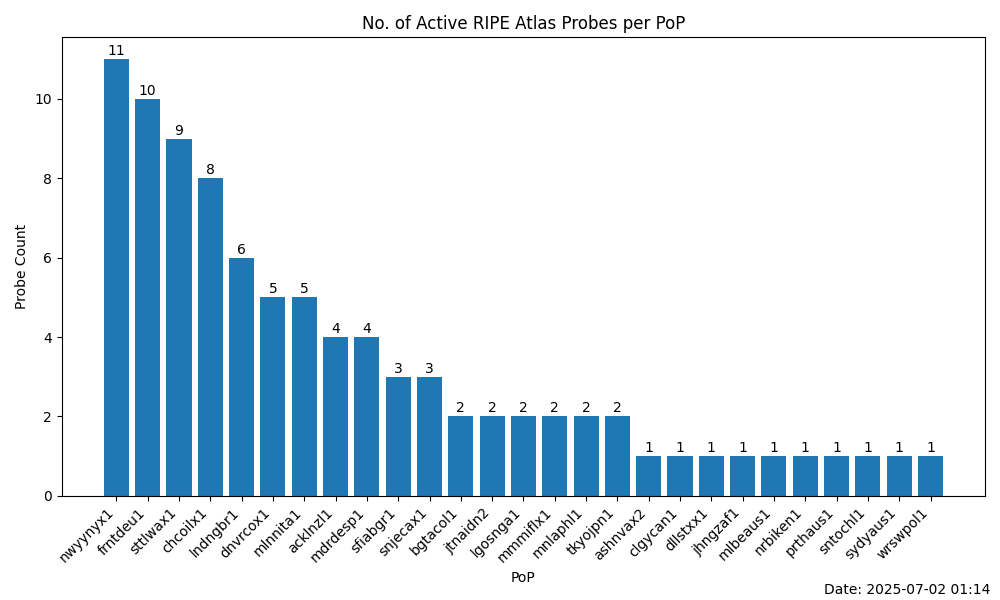 No. of Active RIPE Atlas Probes per PoP
Probe Count
10
8
6
4
2
0
11
10
9
8
6
5
5
4
4
3
3
2
2
2
2
2
2
1
1
1
1
1
1
1
1
1
1
nwyynyx1
frntdeu1
sttlwax1
chcoilx1
lndngbr1
dnvrcox1
mlnnita1
acklnzl1
mdrdesp1
sfiabgr1
snjecax1
bgtacol1
jtnaidn2
lgosnga1
mmmiflx1
mnlaphl1
tkyojpn1
ashnvax2
clgycan1
dllstxx1
jhngzaf1
mlbeaus1
nrbiken1
prthaus1
sntochl1
sydyaus1
wrswpol1
PoP
Date: 2025-07-02 01:14